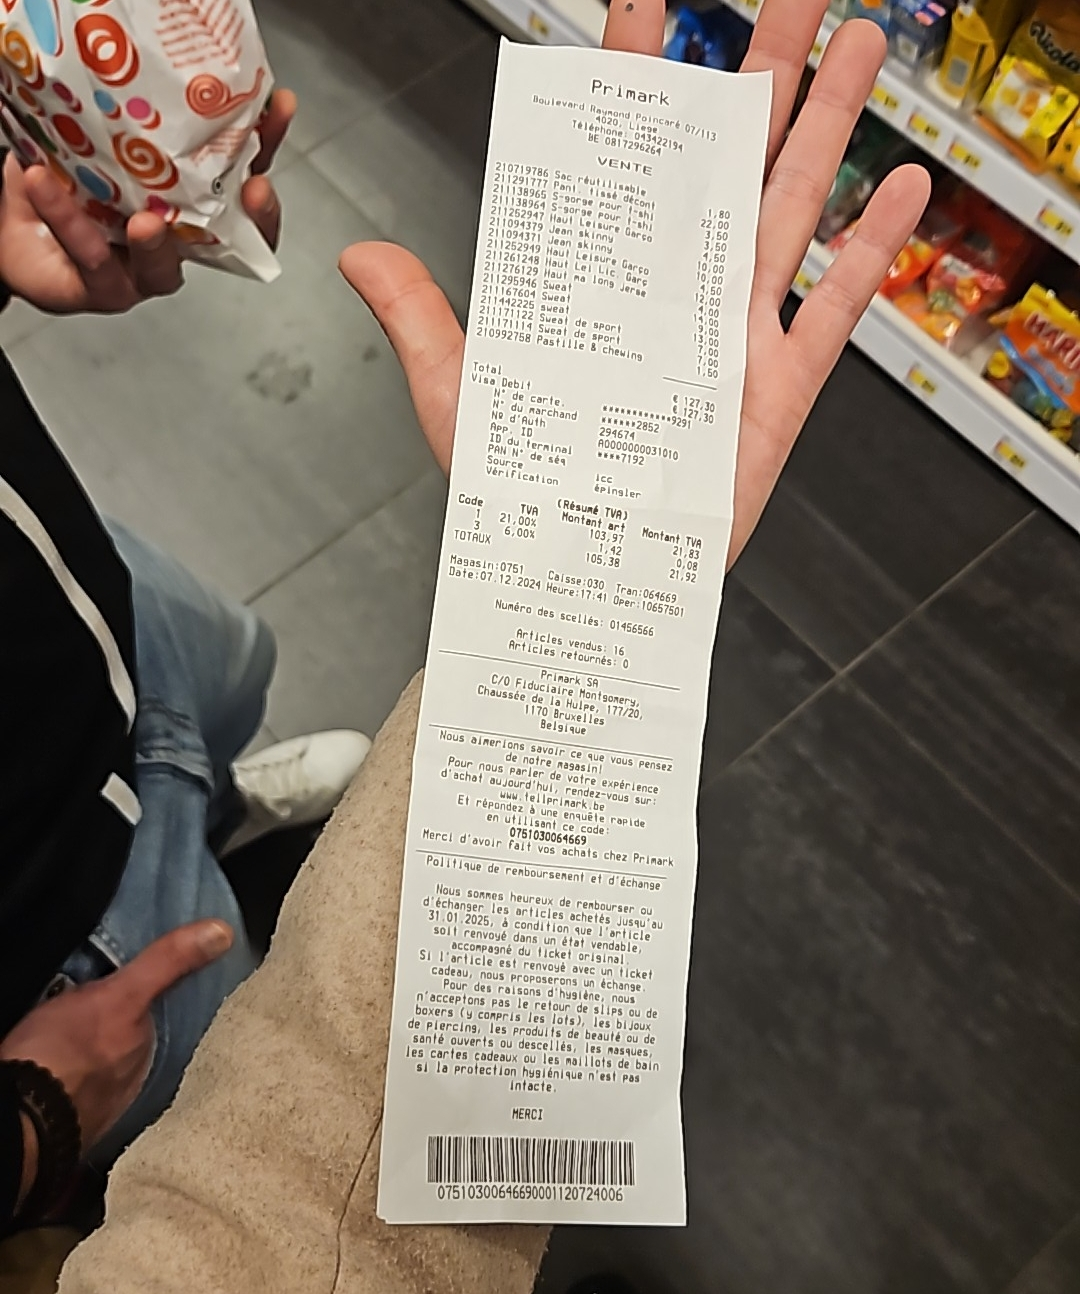 Primark
Boulevard Raymond Poincaré 07/113
4020, Liege
Téléphone: 043422194
BE 0817296264
VENTE
210719786 Sac réutilisable 1,80
211291777 Pant. tissé décont 22,00
211138965 S-gorge pour t-shi 3,50
211138964 S-gorge pour t-shi 3,50
211252947 Haut Leisure Garço 4,50
211094379 Jean skinny 10,00
211094371 Jean skinny 10,00
211252949 Haut Leisure Garço 4,50
211261248 Haut Lei Lic. Garç 12,00
211276129 Haut ma long Jerse 4,00
211295946 Sweat 14,00
211167604 Sweat 9,00
211442225 sweat 13,00
211171122 Sweat de sport 7,00
211171114 Sweat de sport 7,00
210992758 Pastille & chewing 1,50
Total € 127,30
Visa Debit € 127,30
N° de carte. ************9291
N° du marchand ******2852
Nº d'Auth 294674
App. ID A0000000031010
ID du terminal ****7192
PAN N° de séq
Source icc
Vérification épingler
(Résumé TVA)
Code TVA Montant art Montant TVA
1 21,00% 103,97 21,83
3 6,00% 1,42 0,08
TOTAUX 105,38 21,92
Magasin:0751 Caisse:030 Tran:064669
Date:07.12.2024 Heure:17:41 Oper:10657501
Numéro des scellés: 01456566
Articles vendus: 16
Articles retournés: 0
Primark SA
C/O Fiduciaire Montgomery,
Chaussée de la Hulpe, 177/20,
1170 Bruxelles
Belgique
Nous aimerions savoir ce que vous pensez
de notre magasin!
Pour nous parler de votre expérience
d'achat aujourd'hui, rendez-vous sur:
www.tellprimark.be
Et répondez à une enquête rapide
en utilisant ce code:
0751030064669
Merci d'avoir fait vos achats chez Primark
Politique de remboursement et d'échange
Nous sommes heureux de rembourser ou
d'échanger les articles achetés jusqu'au
31.01.2025, à condition que l'article
soit renvoyé dans un état vendable,
accompagné du ticket original.
Si l'article est renvoyé avec un ticket
cadeau, nous proposerons un échange.
Pour des raisons d'hygiène, nous
n'acceptons pas le retour de slips ou de
boxers (y compris les lots), les bijoux
de piercing, les produits de beauté ou de
santé ouverts ou descellés, les masques,
les cartes cadeaux ou les maillots de bain
si la protection hygiénique n'est pas
intacte.
MERCI
07510300646690001120724006